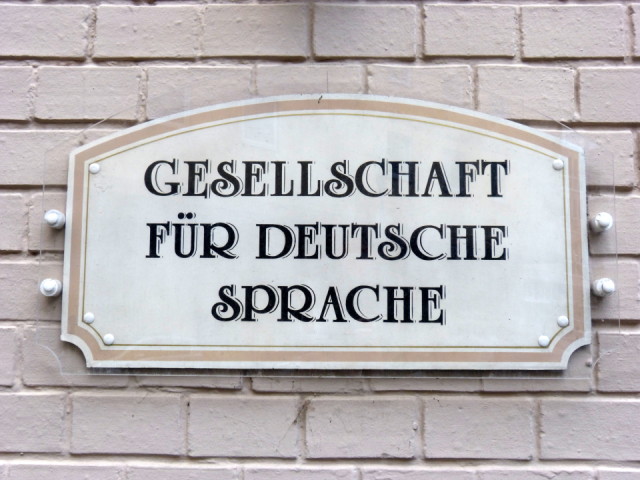 GESELLSCHAFT
FÜR DEUTSCHE
SPRACHE